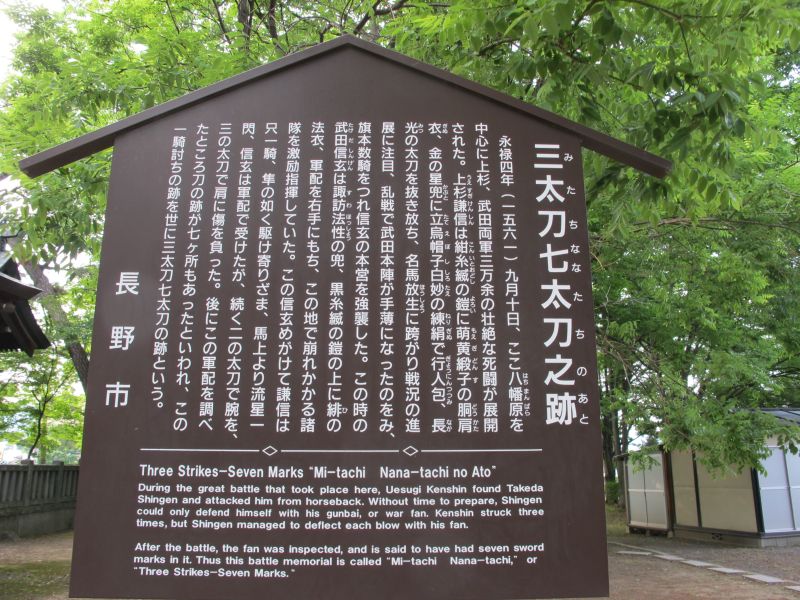 三太刀七太刀之跡
みたちななたちのあと
永禄四年、(一五六一)九月十日、ここ八幡原を
中心に上杉、武田両軍三万余の壮絶な死闘が展開
された。上杉謙信は紺糸縅の鎧に萌黄緞子の胴肩
衣、金の星兜に立烏帽子白妙の練絹で行人包、長
光の太刀を抜き放ち、名馬放生に跨がり戦況の進
展に注目、乱戦で武田本陣が手薄になったのをみ、
旗本数騎をつれ信玄の本営を強襲した。この時の
武田信玄は諏訪法性の兜、黒糸縅の鎧の上に緋の
法衣、軍配を右手にもち、この地で崩れかかる諸
隊を激励指揮していた。この信玄めがけて謙信は
只一騎、隼の如く駆け寄りざま、馬上より流星一
閃、信玄は軍配で受けたが、続く二の太刀で腕を、
三の太刀で肩に傷を負った。後にこの軍配を調べ
たところ刀の跡が七ヶ所もあったといわれ、この
一騎討ちの跡を世に三太刀七太刀の跡という。
長野市
Three Strikes−Seven Marks "Mi−tachi Nana−tachi no Ato"
During the great battle that took place here, Uesugi Kenshin found Takeda
Shingen and attacked him from horseback. Without time to prepare, Shingen
could only defend himself with his gunbai, or war fan. Kenshin struck three
times, but Shingen managed to deflect each blow with his fan.
After the battle, the fan was inspected, and is said to have had seven sword
marks in it. Thus this battle memorial is called "Mi−tachi Nana−tachi," or
"Three Strikes−Seven Marks."